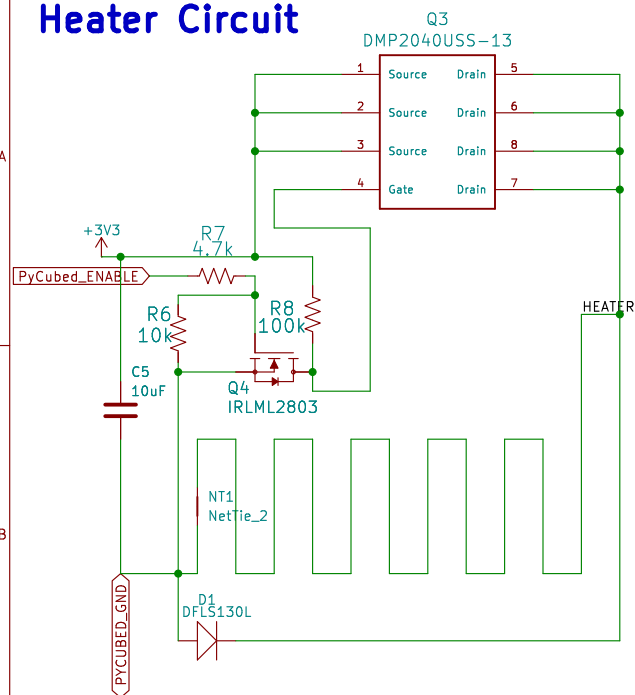 Heater Circuit
Q3
DMP2040USS-13
1 Source Drain 5
2 Source Drain 6
3 Source Drain 8
4 Gate Drain 7
A
+3V3
R7
4.7k
PyCubed_ENABLE
HEATER
R6
10k
R8
100k
C5
10uF
Q4
IRLML2803
NT1
NetTie_2
B
D1
DFLS130L
PYCUBED_GND